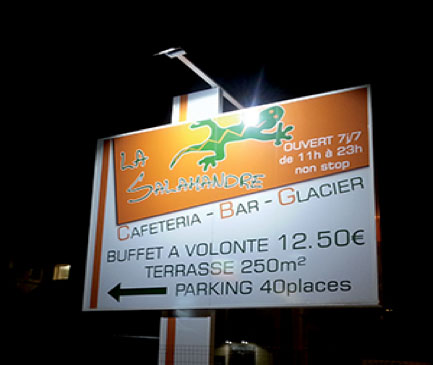 LA
SALAMANDRE
OUVERT 7j/7
de 11h à 23h
non stop
CAFETERIA - BAR - GLACIER
BUFFET A VOLONTE 12.50€
TERRASSE 250m²
PARKING 40places